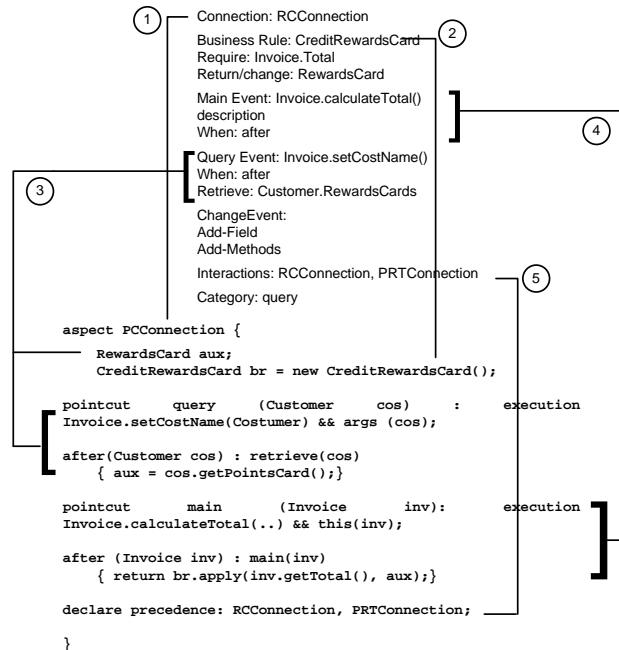 1
Connection: RCConnection
Business Rule: CreditRewardsCard
2
Require: Invoice.Total
Return/change: RewardsCard
Main Event: Invoice.calculateTotal()
description
When: after
4
Query Event: Invoice.setCostName()
When: after
Retrieve: Customer.RewardsCards
3
ChangeEvent:
Add-Field
Add-Methods
Interactions: RCConnection, PRTConnection
5
Category: query
aspect PCConnection {
RewardsCard aux;
CreditRewardsCard br = new CreditRewardsCard();
pointcut query (Customer cos) : execution
Invoice.setCostName(Costumer) && args (cos);
after(Customer cos) : retrieve(cos)
{ aux = cos.getPointsCard();}
pointcut main (Invoice inv): execution
Invoice.calculateTotal(..) && this(inv);
after (Invoice inv) : main(inv)
{ return br.apply(inv.getTotal(), aux);}
declare precedence: RCConnection, PRTConnection;
}